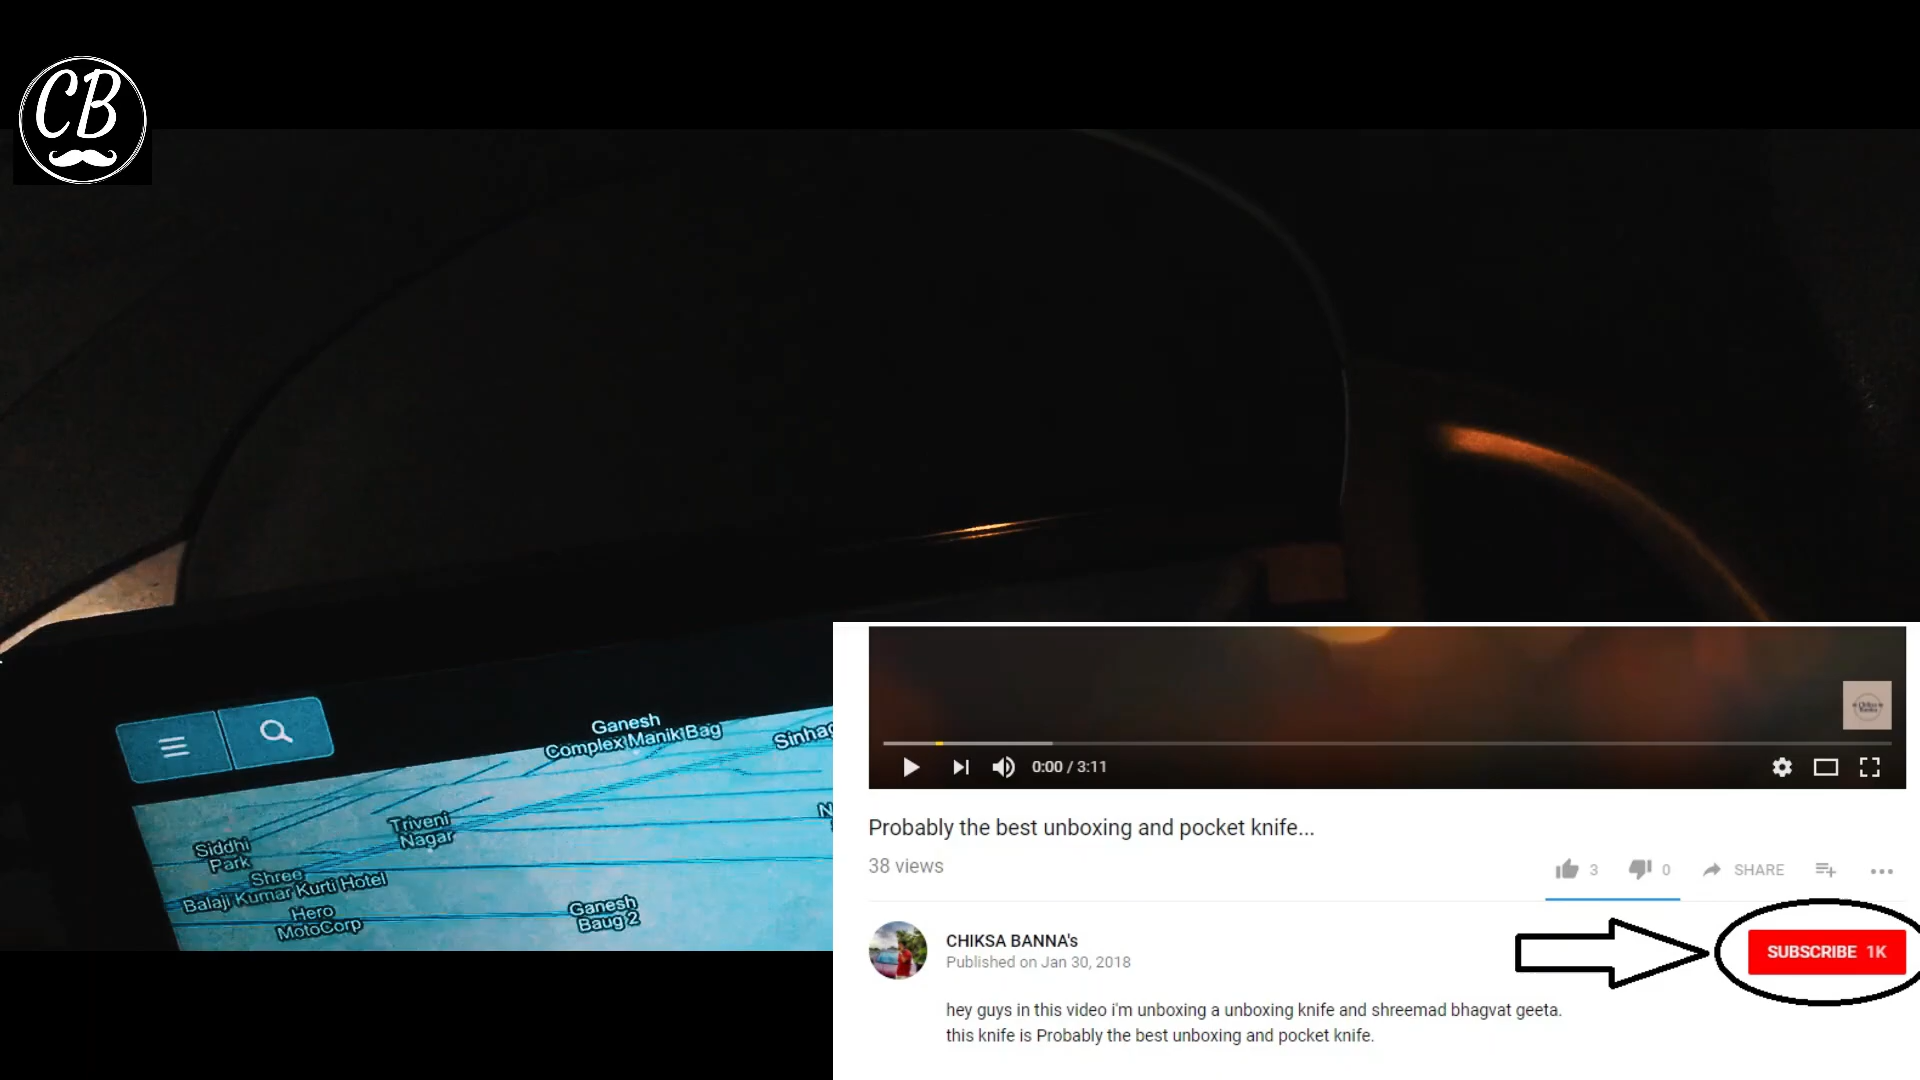 CB
Ganesh
Complex Manik Bag
Triveni
Nagar
Siddhi
Park
Shree
Balaji Kumar Kurti Hotel
Hero
MotoCorp
Ganesh
Baug 2
0:00 / 3:11
Probably the best unboxing and pocket knife...
38 views
3
0
SHARE
CHIKSA BANNA's
Published on Jan 30, 2018
SUBSCRIBE 1K
hey guys in this video i'm unboxing a unboxing knife and shreemad bhagvat geeta.
this knife is Probably the best unboxing and pocket knife.